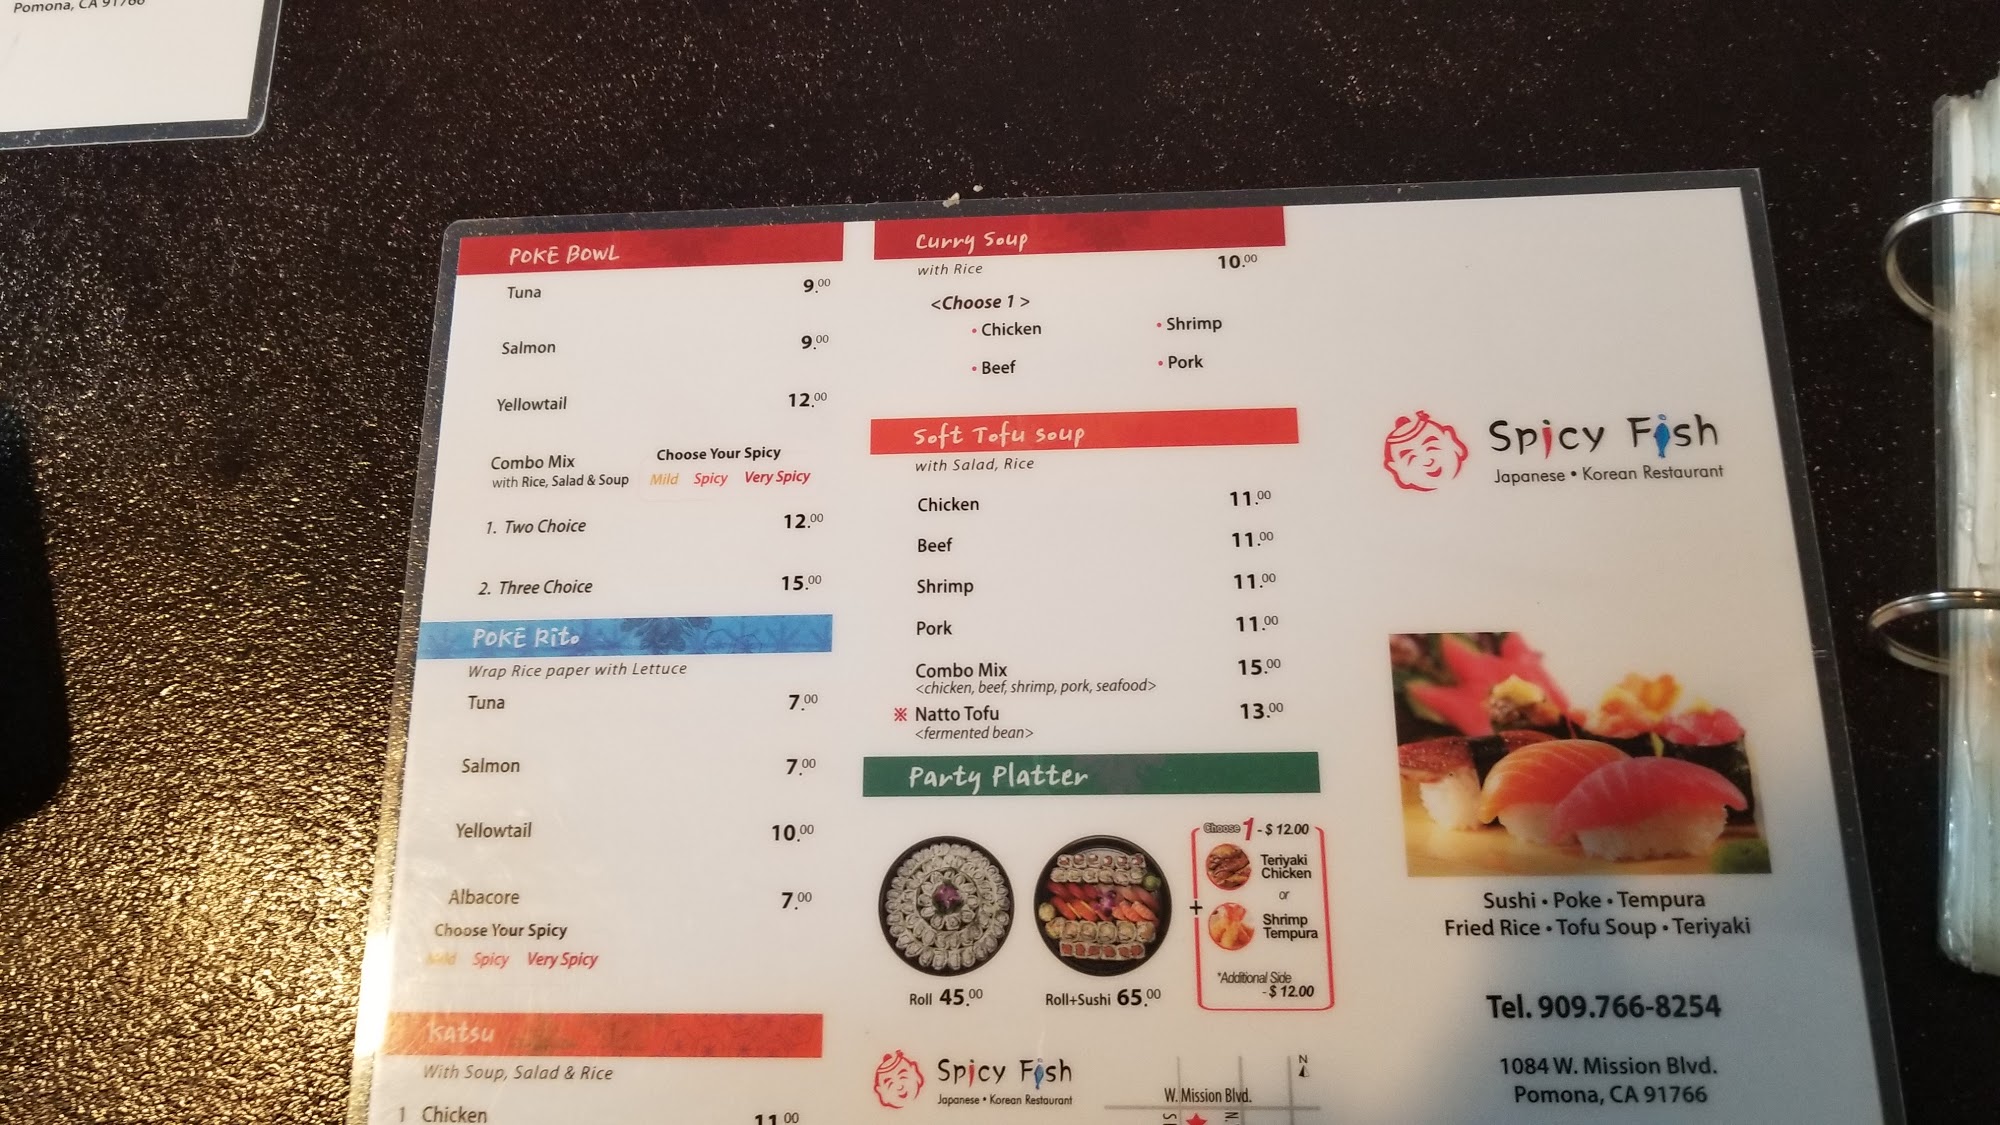 Pomona, CA 91766
POKE BOWL
Tuna 9.00
Salmon 9.00
Yellowtail 12.00
Combo Mix
with Rice, Salad & Soup
Choose Your Spicy
Mild Spicy Very Spicy
1. Two Choice 12.00
2. Three Choice 15.00
POKE Rito
Wrap Rice paper with Lettuce
Tuna 7.00
Salmon 7.00
Yellowtail 10.00
Albacore 7.00
Choose Your Spicy
Mild Spicy Very Spicy
Katsu
With Soup, Salad & Rice
1 Chicken 11.00
Curry Soup
with Rice 10.00
<Choose 1 >
• Chicken • Shrimp
• Beef • Pork
Soft Tofu Soup
with Salad, Rice
Chicken 11.00
Beef 11.00
Shrimp 11.00
Pork 11.00
Combo Mix 15.00
<chicken, beef, shrimp, pork, seafood>
※ Natto Tofu 13.00
<fermented bean>
Party Platter
Roll 45.00
Roll+Sushi 65.00
+
Choose 1 - $ 12.00
Teriyaki
Chicken
or
Shrimp
Tempura
*Additional Side
- $ 12.00
Spicy Fish
Japanese • Korean Restaurant
N
W. Mission Blvd.
S
N.
Spicy Fish
Japanese • Korean Restaurant
Sushi • Poke • Tempura
Fried Rice • Tofu Soup • Teriyaki
Tel. 909.766-8254
1084 W. Mission Blvd.
Pomona, CA 91766